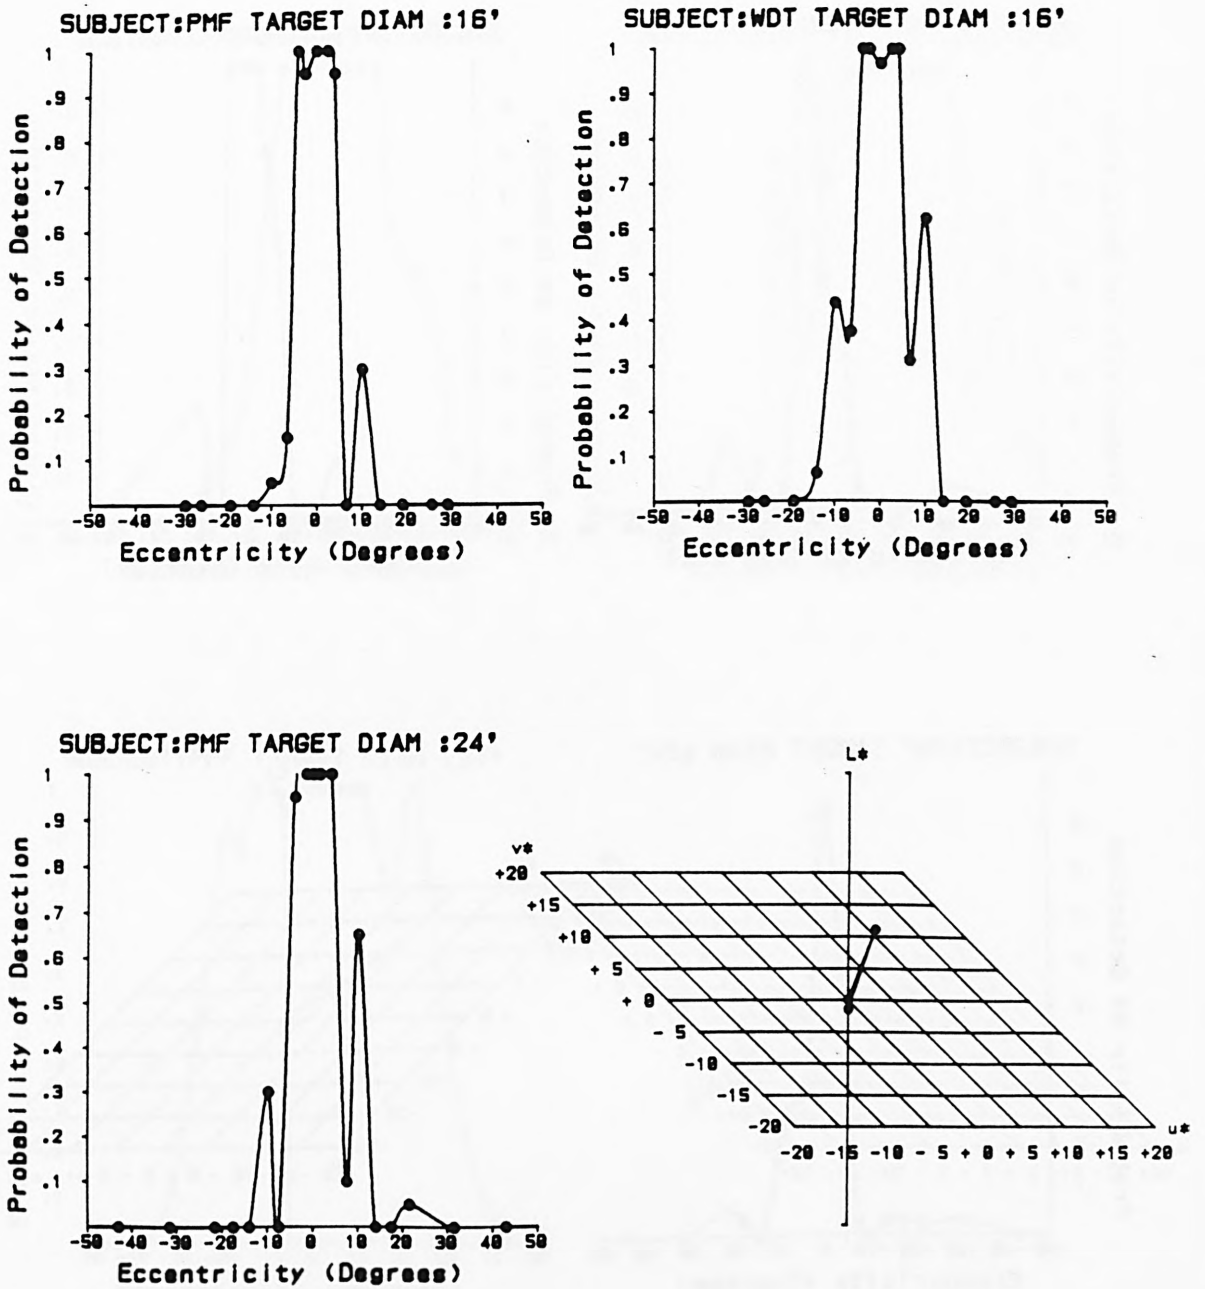 SUBJECT:PMF TARGET DIAM :16'
Probability of Detection
1
.9
.8
.7
.6
.5
.4
.3
.2
.1
-50 -40 -30 -20 -10 0 10 20 30 40 50
Eccentricity (Degrees)
SUBJECT:WDT TARGET DIAM :16'
Probability of Detection
1
.9
.8
.7
.6
.5
.4
.3
.2
.1
-50 -40 -30 -20 -10 0 10 20 30 40 50
Eccentricity (Degrees)
SUBJECT:PMF TARGET DIAM :24'
Probability of Detection
1
.9
.8
.7
.6
.5
.4
.3
.2
.1
-50 -40 -30 -20 -10 0 10 20 30 40 50
Eccentricity (Degrees)
L*
v*
+20
+15
+10
+ 5
+ 0
- 5
-10
-15
-20
u*
-20 -15 -10 - 5 + 0 + 5 +10 +15 +20